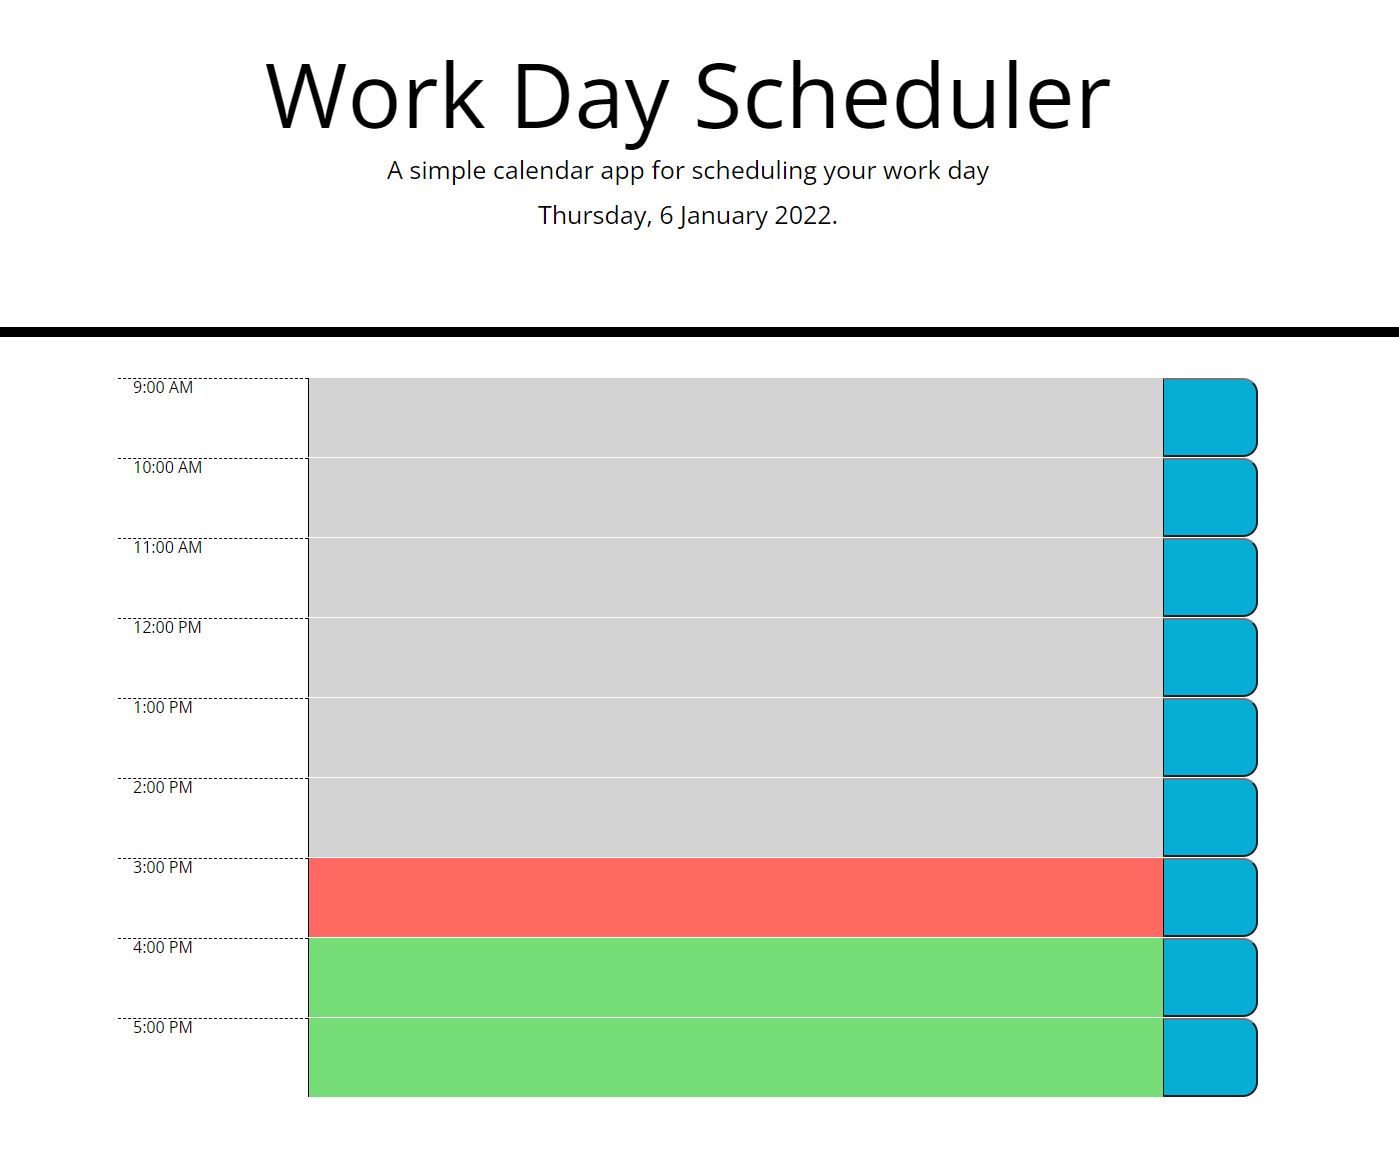 Work Day Scheduler
A simple calendar app for scheduling your work day
Thursday, 6 January 2022.
9:00 AM
10:00 AM
11:00 AM
12:00 PM
1:00 PM
2:00 PM
3:00 PM
4:00 PM
5:00 PM